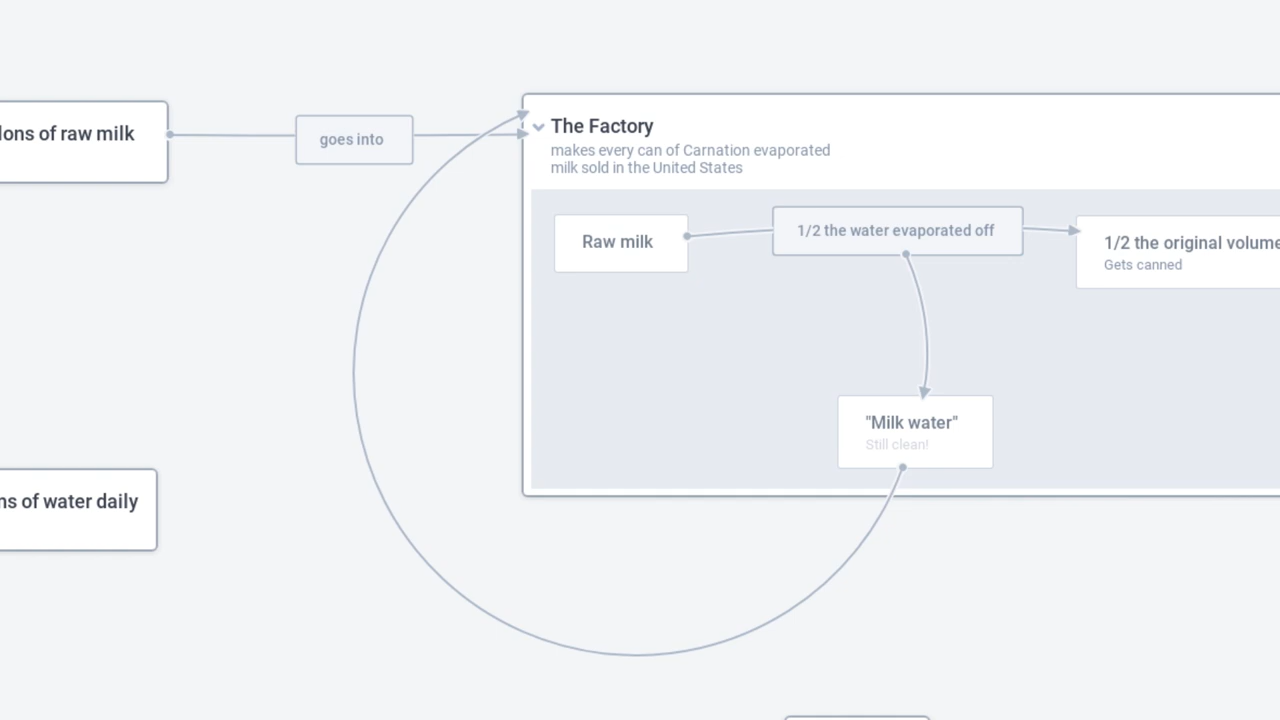 lons of raw milk
goes into
The Factory
makes every can of Carnation evaporated
milk sold in the United States
Raw milk
1/2 the water evaporated off
1/2 the original volume
Gets canned
"Milk water"
Still clean!
ns of water daily